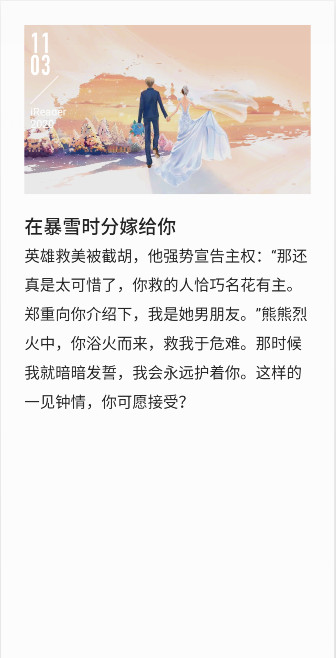 11
03
iReader
在暴雪时分嫁给你
英雄救美被截胡，他强势宣告主权：“那还
真是太可惜了，你救的人恰巧名花有主。
郑重向你介绍下，我是她男朋友。”熊熊烈
火中，你浴火而来，救我于危难。那时候
我就暗暗发誓，我会永远护着你。这样的
一见钟情，你可愿接受？